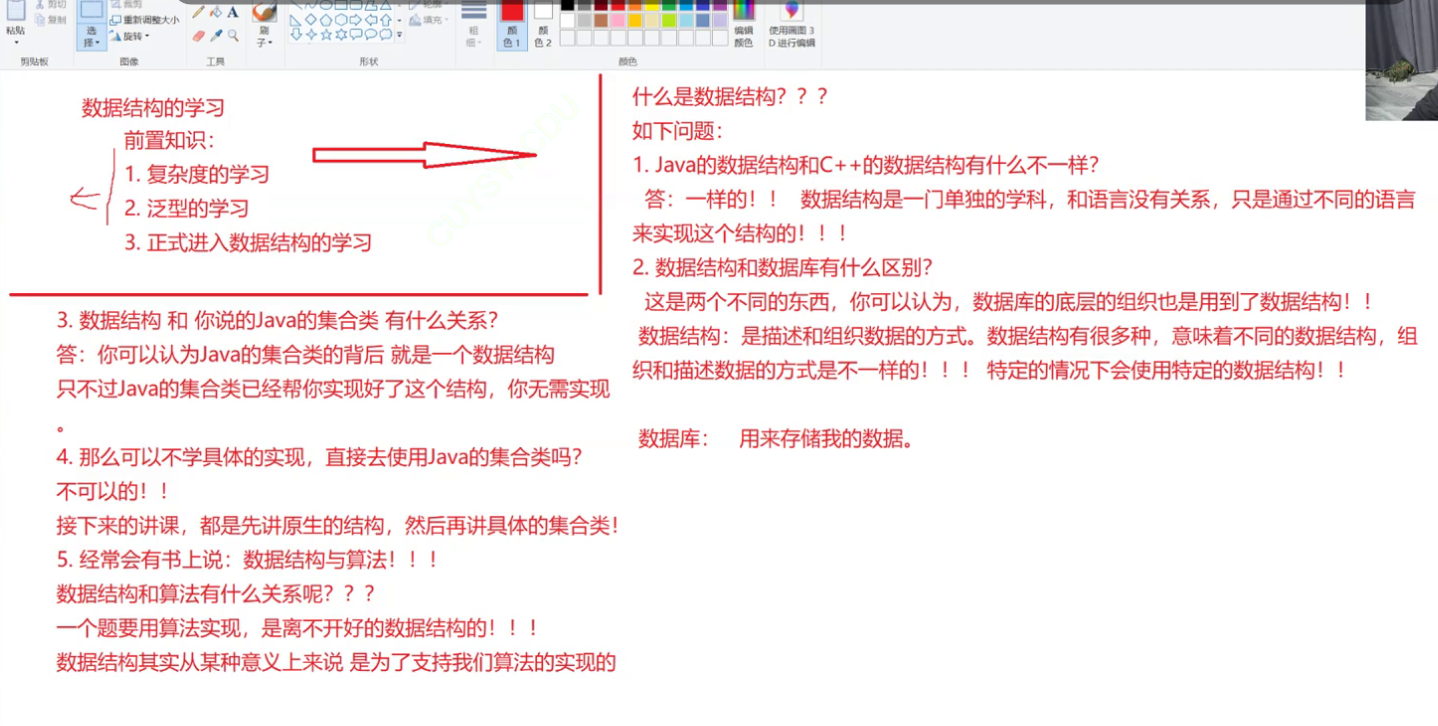 剪切
裁剪
轮廓
复制
重新调整大小
填充
粘贴
选择
旋转
刷子
粗细
颜色 1
颜色 2
编辑颜色
使用画图 3D 进行编辑
剪贴板
图像
工具
形状
颜色
数据结构的学习
前置知识：
1. 复杂度的学习
2. 泛型的学习
3. 正式进入数据结构的学习
什么是数据结构？？？
如下问题：
1. Java的数据结构和C++的数据结构有什么不一样？
答：一样的！！ 数据结构是一门单独的学科，和语言没有关系，只是通过不同的语言
来实现这个结构的！！！
2. 数据结构和数据库有什么区别？
这是两个不同的东西，你可以认为，数据库的底层的组织也是用到了数据结构！！
数据结构：是描述和组织数据的方式。数据结构有很多种，意味着不同的数据结构，组
织和描述数据的方式是不一样的！！！ 特定的情况下会使用特定的数据结构！！
数据库： 用来存储我的数据。
3. 数据结构 和 你说的Java的集合类 有什么关系？
答：你可以认为Java的集合类的背后 就是一个数据结构
只不过Java的集合类已经帮你实现好了这个结构，你无需实现
。
4. 那么可以不学具体的实现，直接去使用Java的集合类吗？
不可以的！！
接下来的讲课，都是先讲原生的结构，然后再讲具体的集合类！
5. 经常会有书上说：数据结构与算法！！！
数据结构和算法有什么关系呢？？？
一个题要用算法实现，是离不开好的数据结构的！！！
数据结构其实从某种意义上来说 是为了支持我们算法的实现的